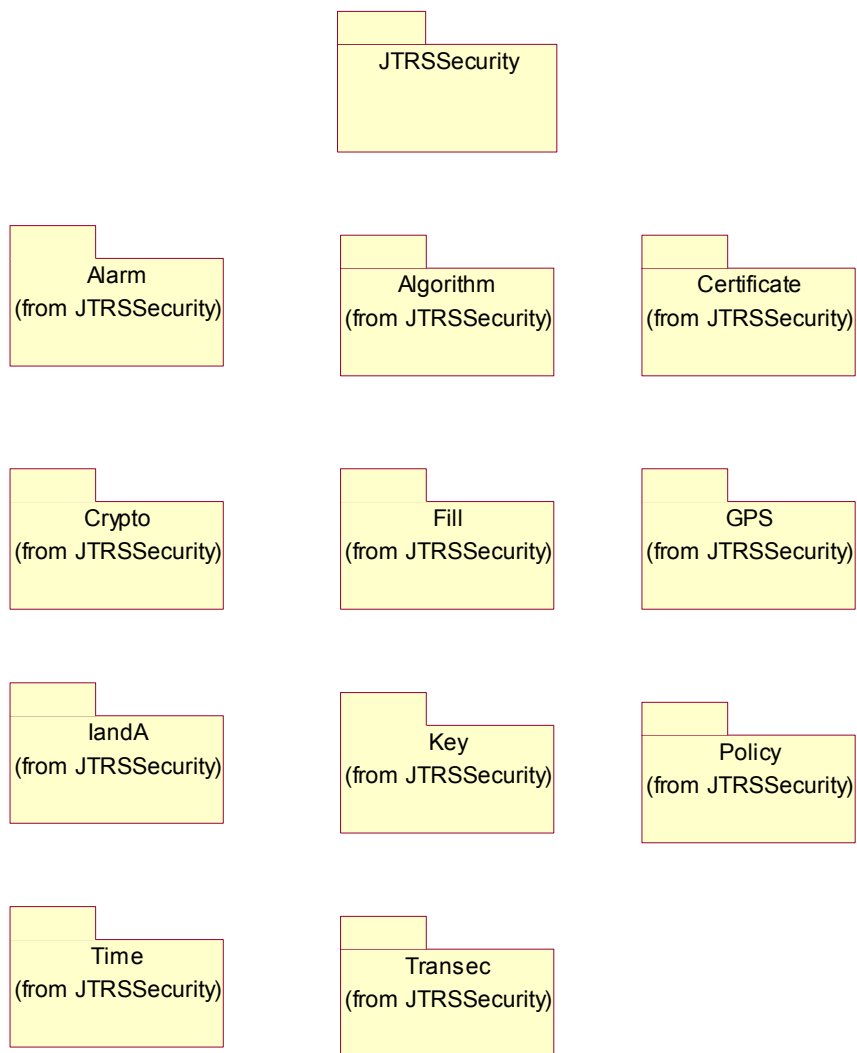 JTRSSecurity
Alarm
(from JTRSSecurity)
Algorithm
(from JTRSSecurity)
Certificate
(from JTRSSecurity)
Crypto
(from JTRSSecurity)
Fill
(from JTRSSecurity)
GPS
(from JTRSSecurity)
IandA
(from JTRSSecurity)
Key
(from JTRSSecurity)
Policy
(from JTRSSecurity)
Time
(from JTRSSecurity)
Transec
(from JTRSSecurity)